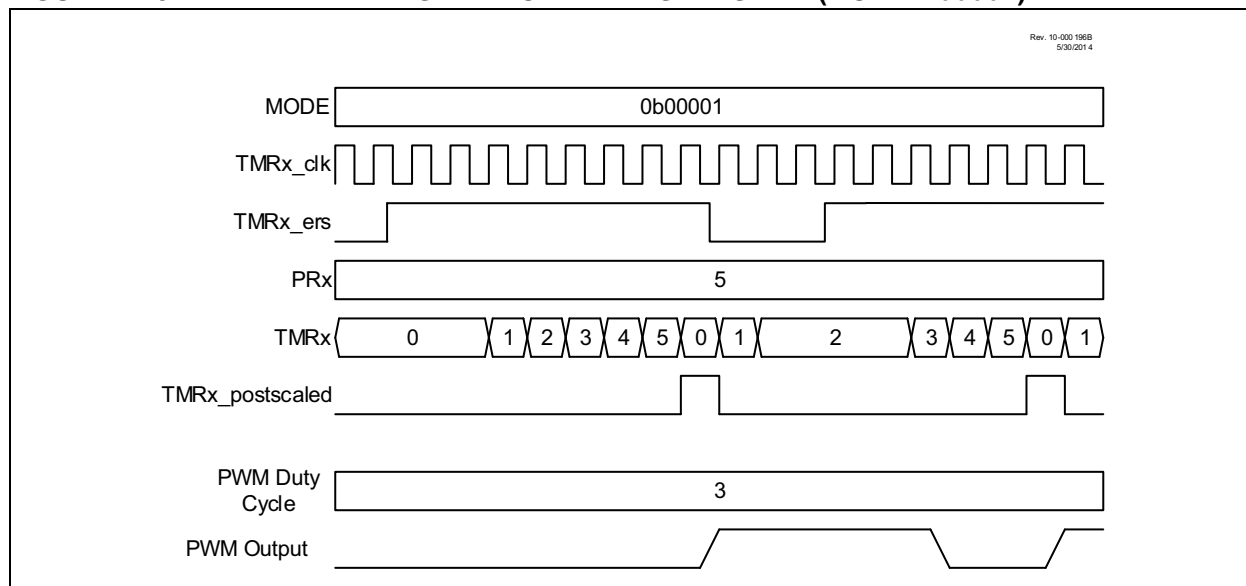 Rev. 10-000 196B
5/30/201 4
MODE
0b00001
TMRx_clk
TMRx_ers
PRx
5
TMRx
0 1 2 3 4 5 0 1 2 3 4 5 0 1
TMRx_postscaled
PWM Duty
Cycle
3
PWM Output